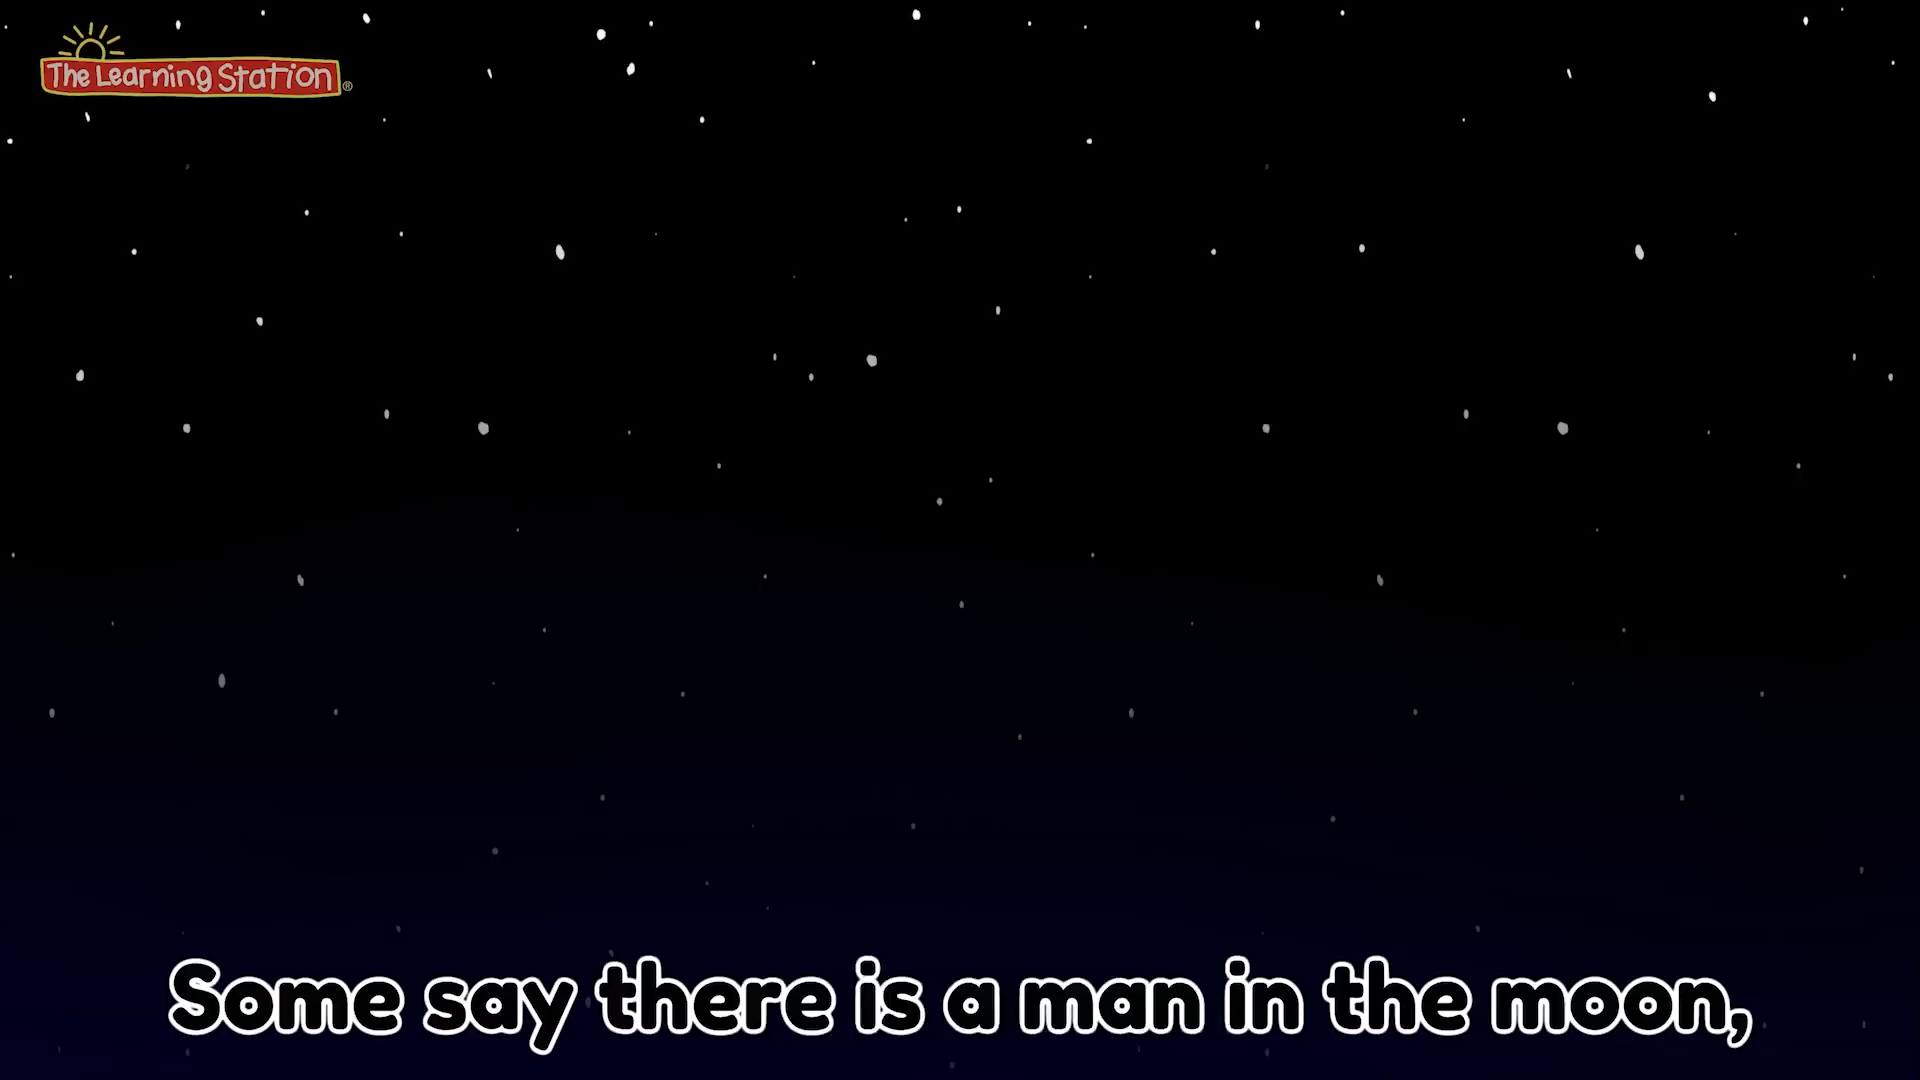 The Learning Station®
Some say there is a man in the moon,